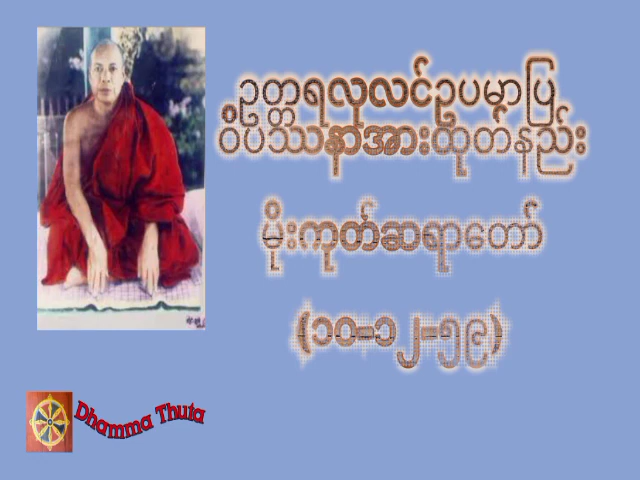 ဥတ္တရလုလင်ဥပမာပြ
ဝိပဿနာအားထုတ်နည်း
မိုးကုတ်ဆရာတော်
(၁၀-၁၂-၅၉)
Dhamma Thuta